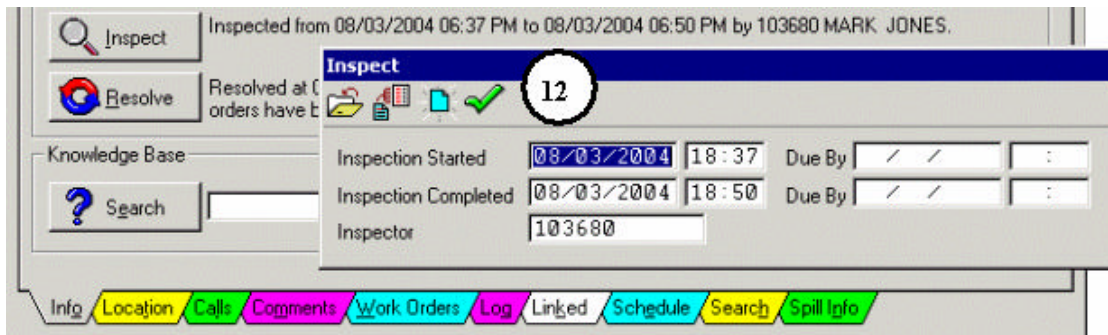 Inspect
Inspected from 08/03/2004 06:37 PM to 08/03/2004 06:50 PM by 103680 MARK JONES.
Inspect
12
Resolve
Resolved at
orders have
Knowledge Base
Search
Inspection Started 08/03/2004 18:37 Due By / / :
Inspection Completed 08/03/2004 18:50 Due By / / :
Inspector 103680
Info Location Calls Comments Work Orders Log Linked Schedule Search Spill Info